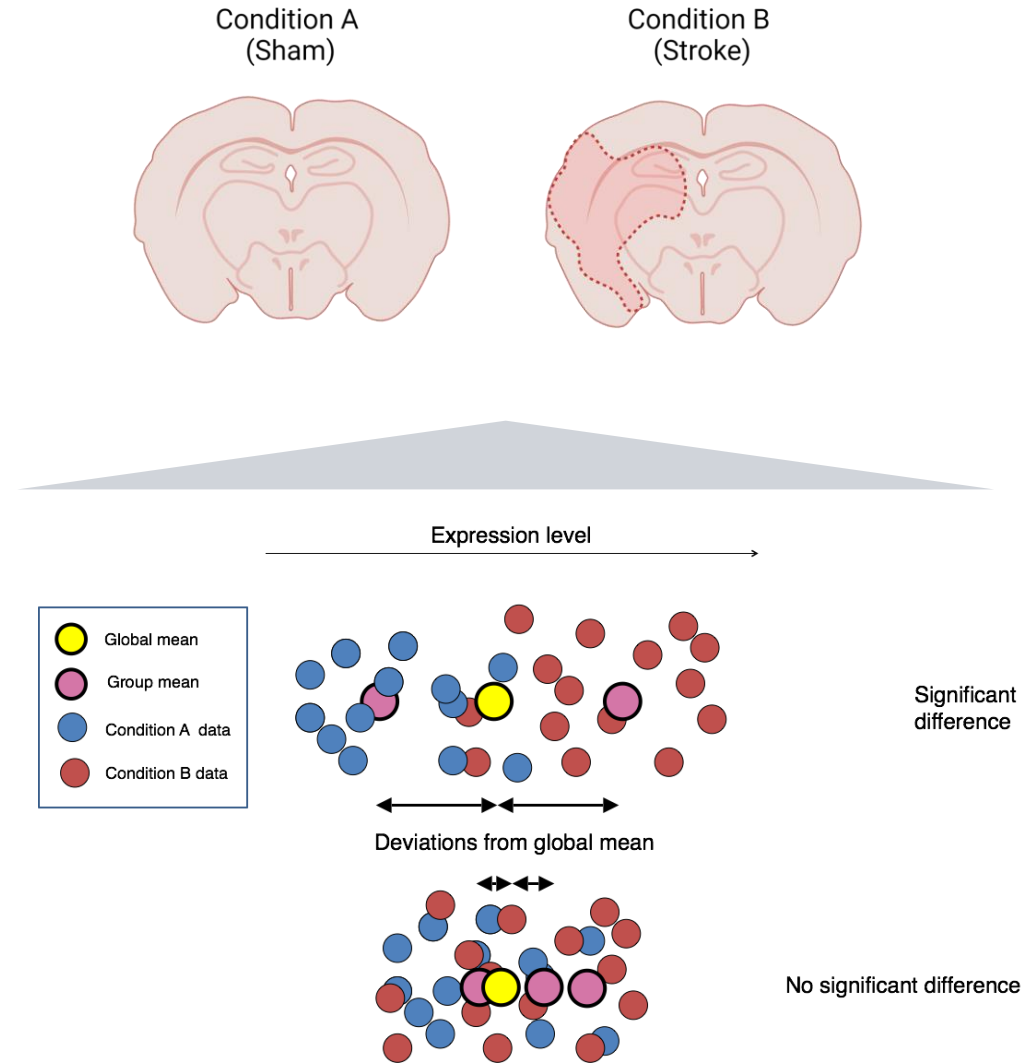 Condition A
(Sham)
Condition B
(Stroke)
Expression level
Global mean
Group mean
Condition A data
Condition B data
Significant
difference
Deviations from global mean
No significant difference